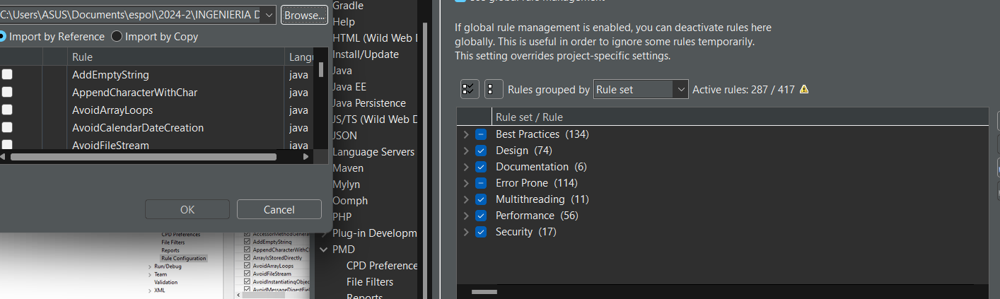 C:\Users\ASUS\Documents\espol\2024-2\INGENIERIA D
Browse...
Import by Reference
Import by Copy
Rule
Langu
AddEmptyString
java
AppendCharacterWithChar
java
AvoidArrayLoops
java
AvoidCalendarDateCreation
java
AvoidFileStream
java
OK
Cancel
CPD Preferences
File Filters
Reports
Rule Configuration
Run/Debug
Team
Validation
XML
AccessorMethodGenera
AddEmptyString
AppendCharacterWithCh
ArrayIsStoredDirectly
AvoidArrayLoops
AvoidFileStream
AvoidInstantiatingObjec
AvoidMessageDigestFiel
Gradle
Help
HTML (Wild Web D
Install/Update
Java
Java EE
Java Persistence
JS/TS (Wild Web D
JSON
Language Servers
Maven
Mylyn
Oomph
PHP
Plug-in Developm
PMD
CPD Preference
File Filters
Reports
Use global rule management
If global rule management is enabled, you can deactivate rules here
globally. This is useful in order to ignore some rules temporarily.
This setting overrides project-specific settings.
Rules grouped by
Rule set
Active rules: 287 / 417
Rule set / Rule
Best Practices (134)
Design (74)
Documentation (6)
Error Prone (114)
Multithreading (11)
Performance (56)
Security (17)